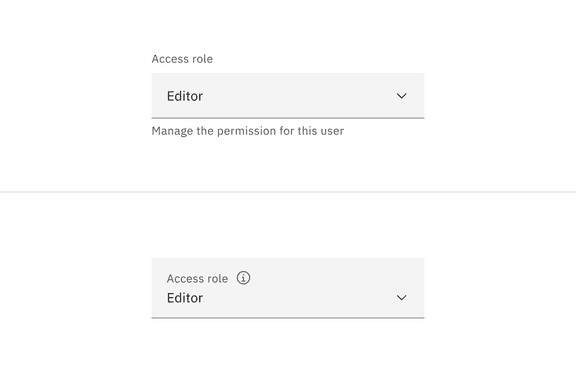 Access role
Editor
Manage the permission for this user
Access role
Editor